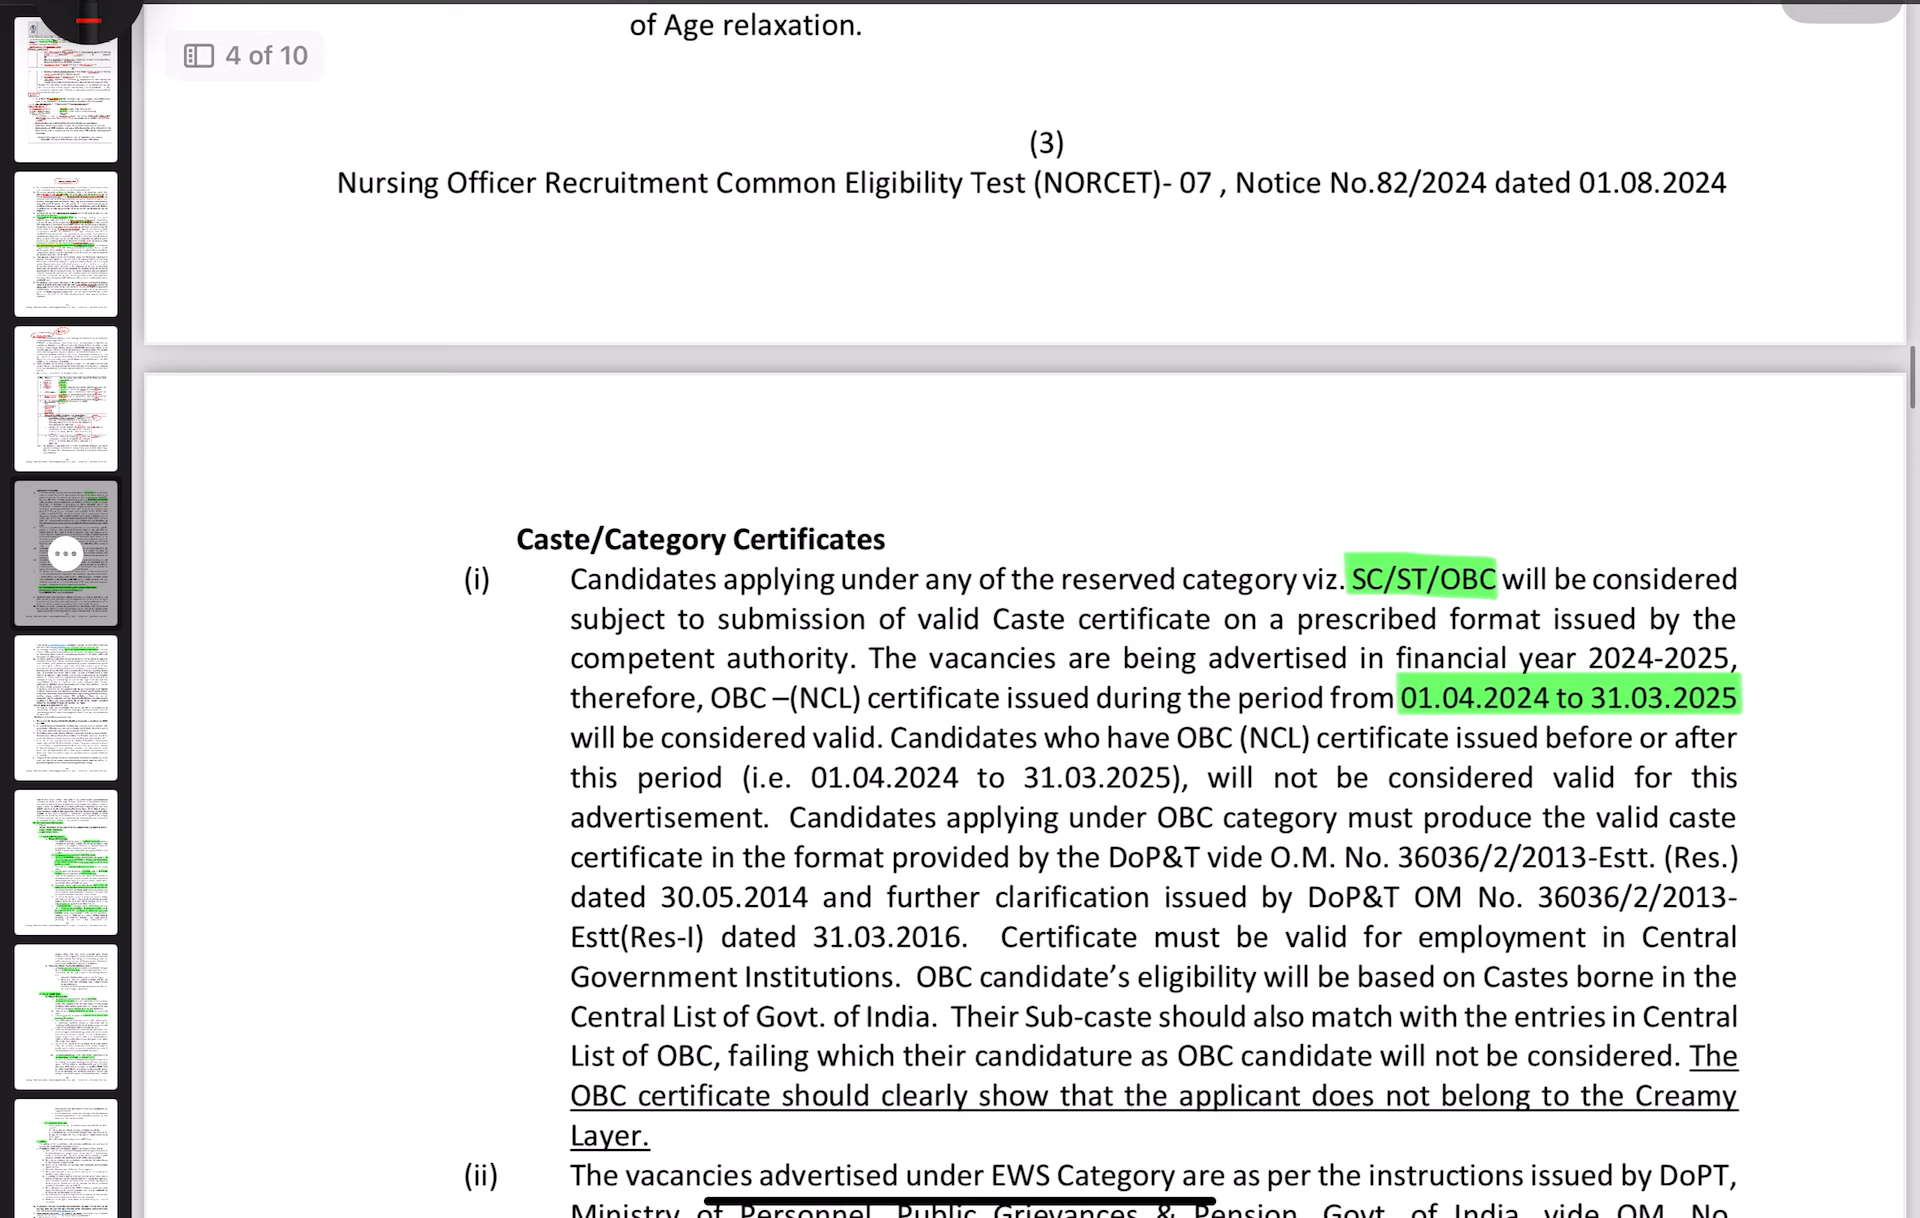 of Age relaxation.
4 of 10
(3)
Nursing Officer Recruitment Common Eligibility Test (NORCET)- 07 , Notice No.82/2024 dated 01.08.2024
Caste/Category Certificates
(i) Candidates applying under any of the reserved category viz. SC/ST/OBC will be considered
subject to submission of valid Caste certificate on a prescribed format issued by the
competent authority. The vacancies are being advertised in financial year 2024-2025,
therefore, OBC –(NCL) certificate issued during the period from 01.04.2024 to 31.03.2025
will be considered valid. Candidates who have OBC (NCL) certificate issued before or after
this period (i.e. 01.04.2024 to 31.03.2025), will not be considered valid for this
advertisement. Candidates applying under OBC category must produce the valid caste
certificate in the format provided by the DoP&T vide O.M. No. 36036/2/2013-Estt. (Res.)
dated 30.05.2014 and further clarification issued by DoP&T OM No. 36036/2/2013-
Estt(Res-I) dated 31.03.2016. Certificate must be valid for employment in Central
Government Institutions. OBC candidate’s eligibility will be based on Castes borne in the
Central List of Govt. of India. Their Sub-caste should also match with the entries in Central
List of OBC, failing which their candidature as OBC candidate will not be considered. The
OBC certificate should clearly show that the applicant does not belong to the Creamy
Layer.
(ii) The vacancies advertised under EWS Category are as per the instructions issued by DoPT,
Ministry of Personnel, Public Grievances & Pension, Govt. of India, vide OM. No.